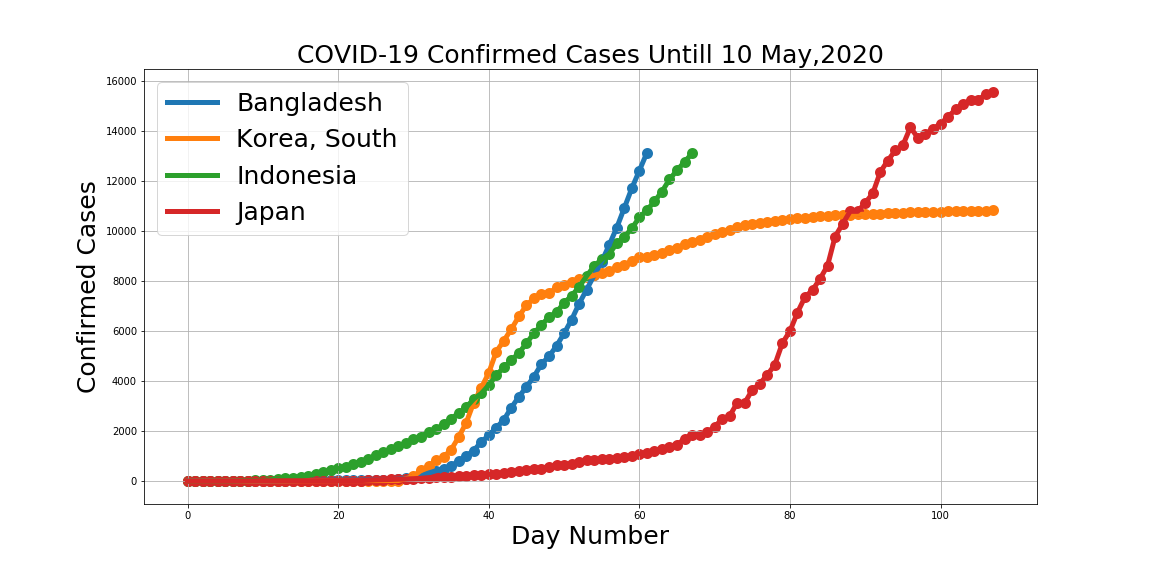 COVID-19 Confirmed Cases Untill 10 May,2020
16000
14000
12000
10000
8000
6000
4000
2000
0
Bangladesh
Korea, South
Indonesia
Japan
Confirmed Cases
0 20 40 60 80 100
Day Number